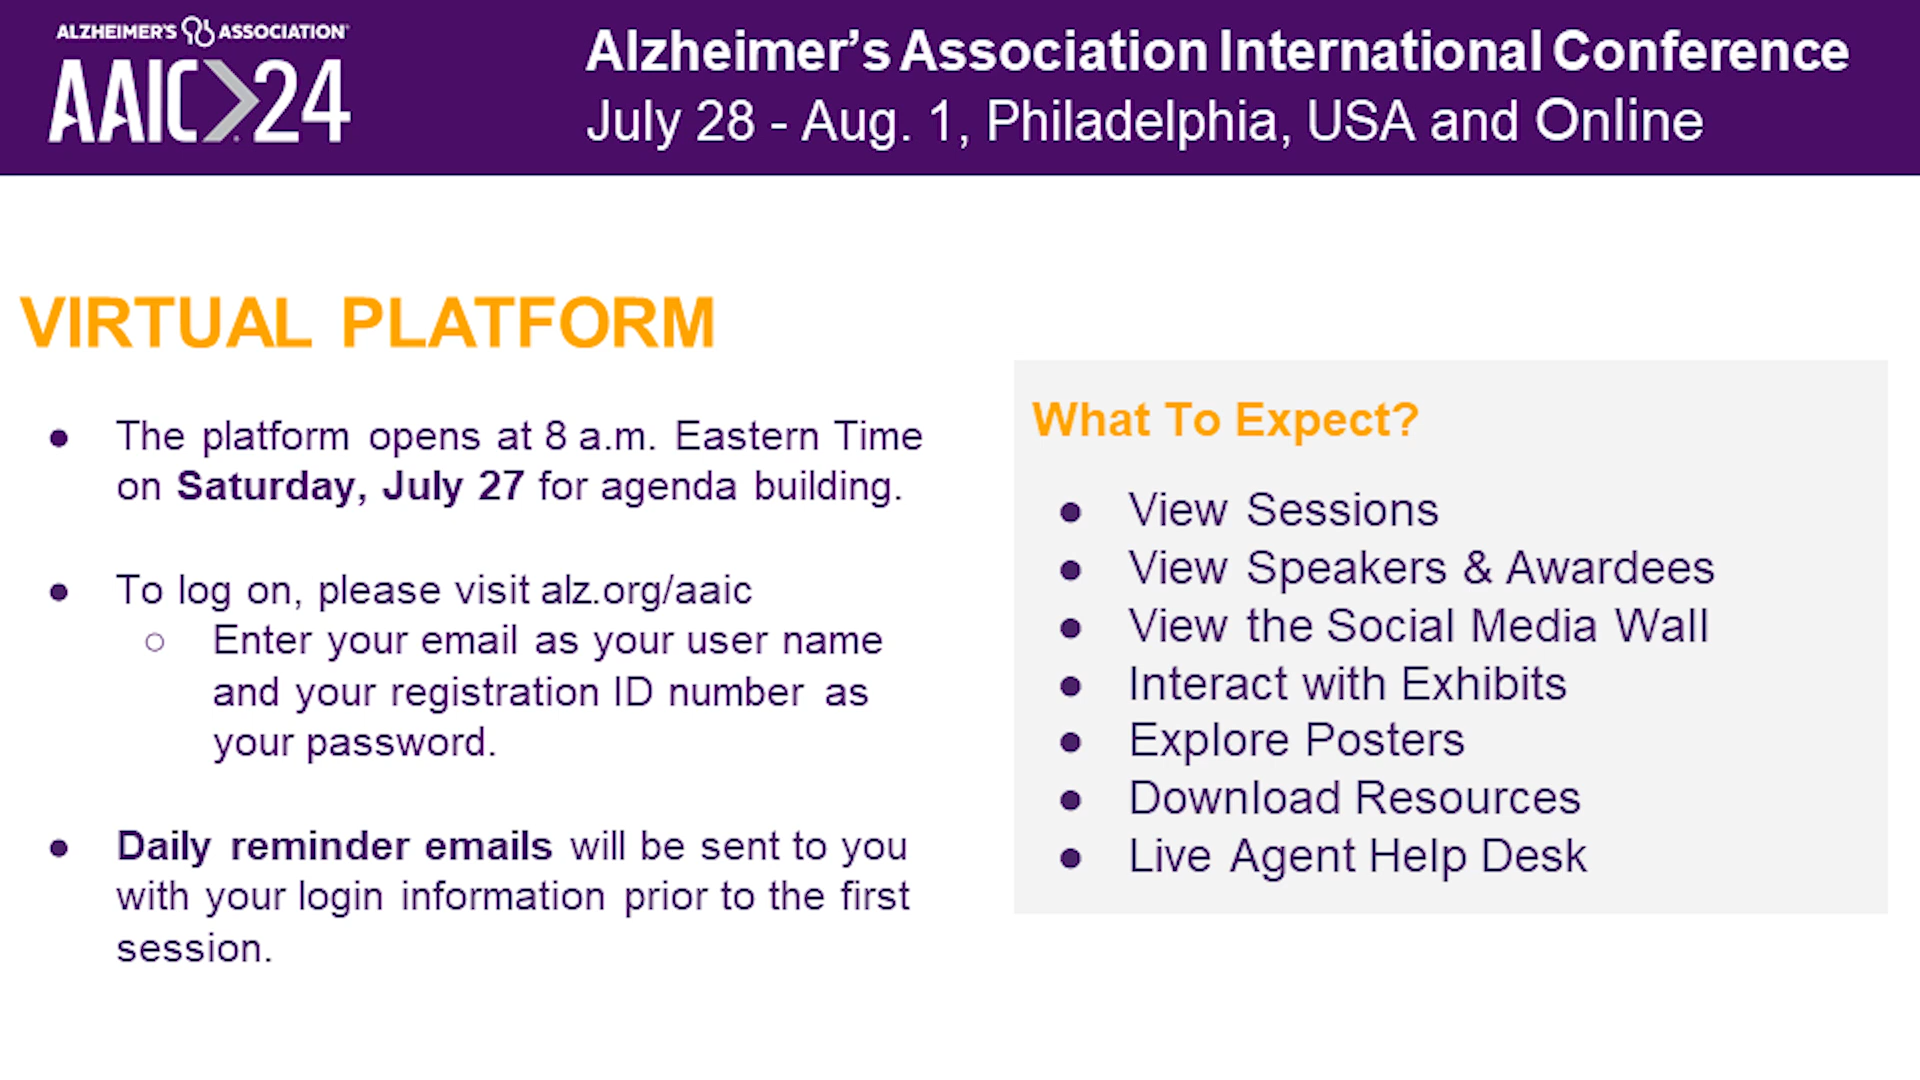 ALZHEIMER'S ASSOCIATION
AAIC>24
Alzheimer’s Association International Conference
July 28 - Aug. 1, Philadelphia, USA and Online
VIRTUAL PLATFORM
● The platform opens at 8 a.m. Eastern Time
on Saturday, July 27 for agenda building.
● To log on, please visit alz.org/aaic
○ Enter your email as your user name
and your registration ID number as
your password.
● Daily reminder emails will be sent to you
with your login information prior to the first
session.
What To Expect?
● View Sessions
● View Speakers & Awardees
● View the Social Media Wall
● Interact with Exhibits
● Explore Posters
● Download Resources
● Live Agent Help Desk